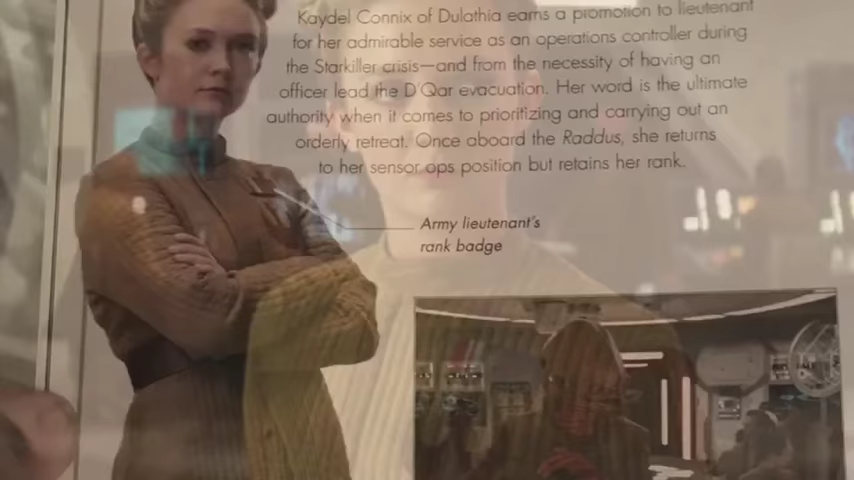 Kaydel Connix of Dulathia earns a promotion to lieutenant
for her admirable service as an operations controller during
the Starkiller crisis—and from the necessity of having an
officer lead the D'Qar evacuation. Her word is the ultimate
authority when it comes to prioritizing and carrying out an
orderly retreat. Once aboard the Raddus, she returns
to her sensor ops position but retains her rank.
Army lieutenant's
rank badge